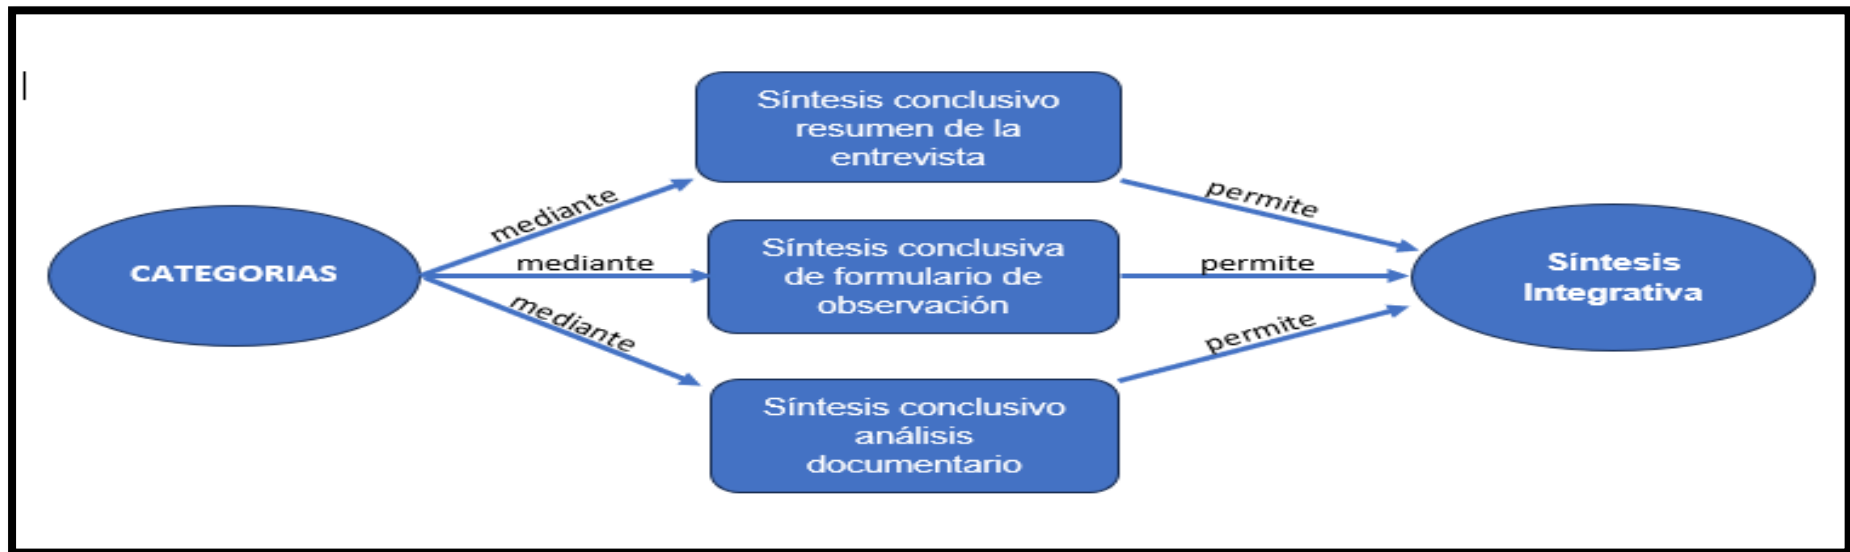 CATEGORIAS
mediante
mediante
mediante
Síntesis conclusivo
resumen de la
entrevista
Síntesis conclusiva
de formulario de
observación
Síntesis conclusivo
análisis
documentario
permite
permite
permite
Síntesis
Integrativa